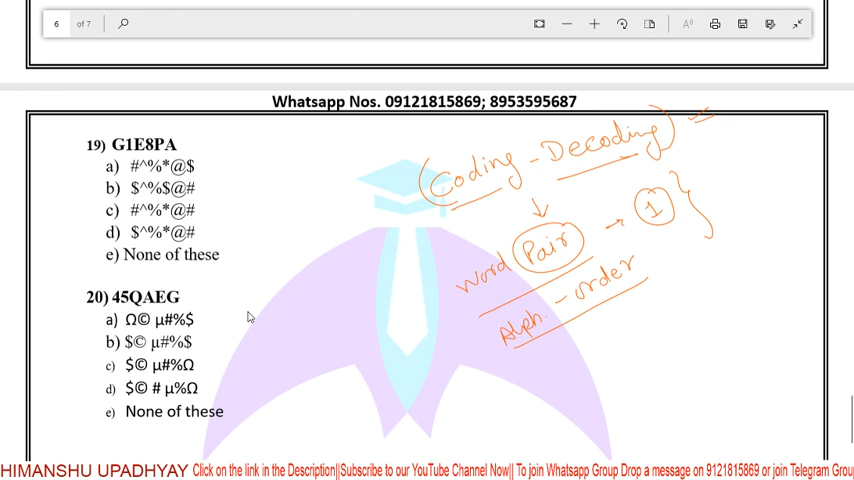 6 of 7
Whatsapp Nos. 09121815869; 8953595687
19) G1E8PA
a) #^%*@$
b) $^%$@#
c) #^%*@#
d) $^%*@#
e) None of these
20) 45QAEG
a) Ω© µ#%$
b) $© µ#%$
c) $© µ#%Ω
d) $© # µ%Ω
e) None of these
(Coding - Decoding) =
Word Pair → 1
Alph. - order
HIMANSHU UPADHYAY Click on the link in the Description||Subscribe to our YouTube Channel Now|| To join Whatsapp Group Drop a message on 9121815869 or join Telegram Grou